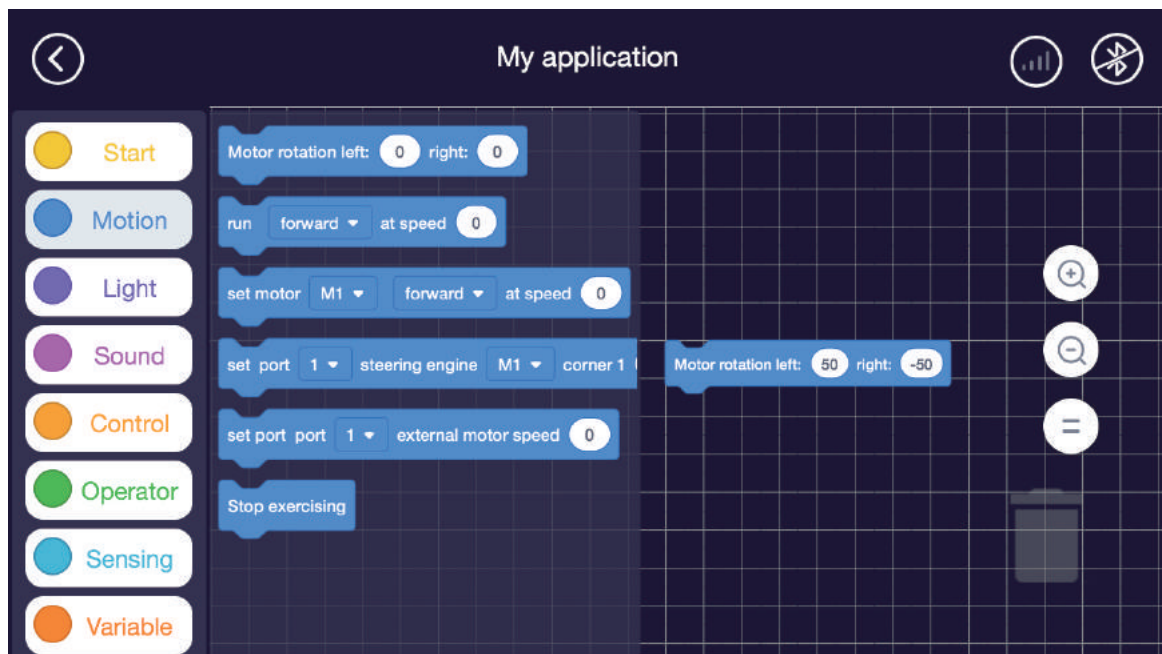 My application
Start
Motion
Light
Sound
Control
Operator
Sensing
Variable
Motor rotation left: 0 right: 0
run forward at speed 0
set motor M1 forward at speed 0
set port 1 steering engine M1 corner 1
set port port 1 external motor speed 0
Stop exercising
Motor rotation left: 50 right: -50